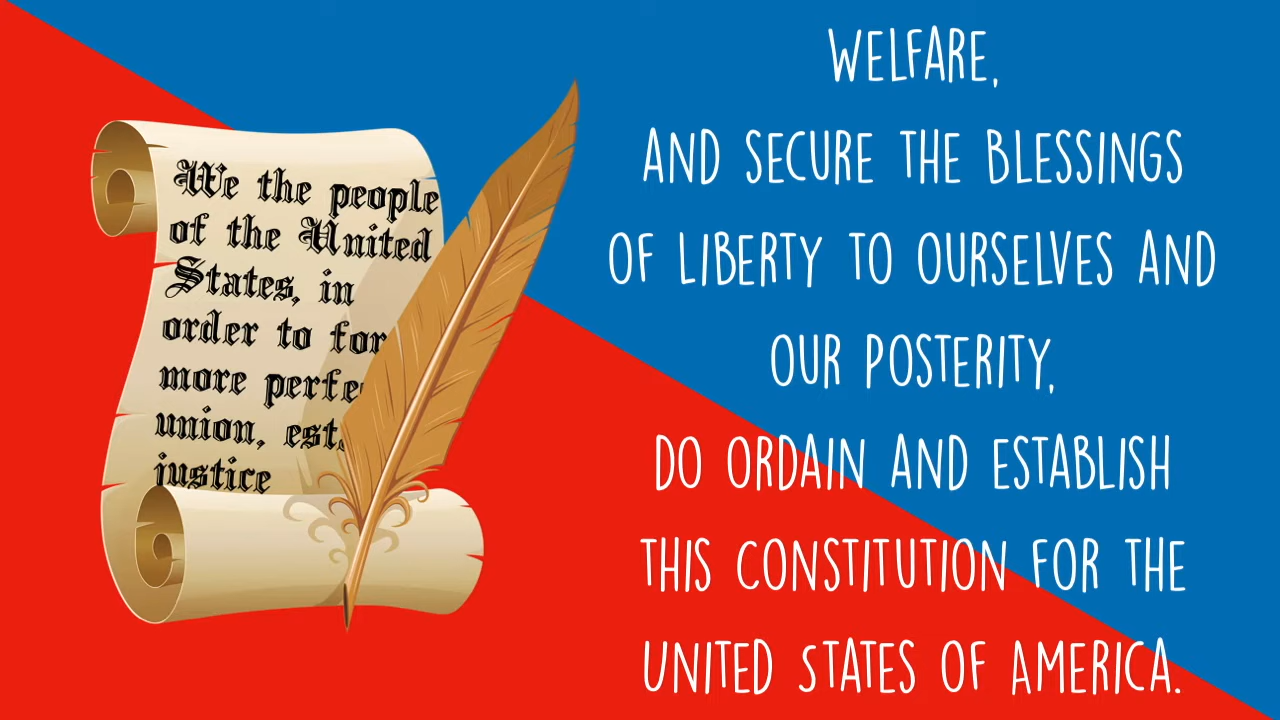 We the people
of the United
States, in
order to for
more perfe
union, est
justice
WELFARE,
AND SECURE THE BLESSINGS
OF LIBERTY TO OURSELVES AND
OUR POSTERITY,
DO ORDAIN AND ESTABLISH
THIS CONSTITUTION FOR THE
UNITED STATES OF AMERICA.